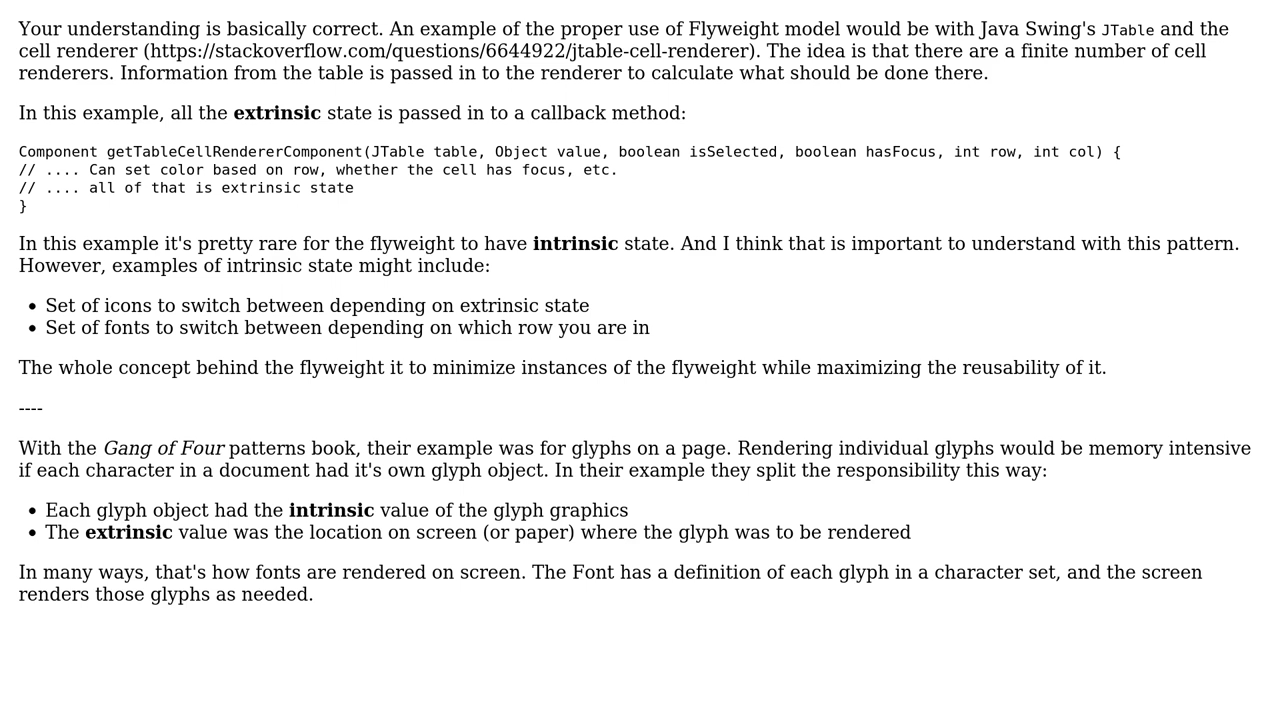 Your understanding is basically correct. An example of the proper use of Flyweight model would be with Java Swing's JTable and the
cell renderer (https://stackoverflow.com/questions/6644922/jtable-cell-renderer). The idea is that there are a finite number of cell
renderers. Information from the table is passed in to the renderer to calculate what should be done there.
In this example, all the extrinsic state is passed in to a callback method:
Component getTableCellRendererComponent(JTable table, Object value, boolean isSelected, boolean hasFocus, int row, int col) {
// .... Can set color based on row, whether the cell has focus, etc.
// .... all of that is extrinsic state
}
In this example it's pretty rare for the flyweight to have intrinsic state. And I think that is important to understand with this pattern.
However, examples of intrinsic state might include:
• Set of icons to switch between depending on extrinsic state
• Set of fonts to switch between depending on which row you are in
The whole concept behind the flyweight it to minimize instances of the flyweight while maximizing the reusability of it.
----
With the Gang of Four patterns book, their example was for glyphs on a page. Rendering individual glyphs would be memory intensive
if each character in a document had it's own glyph object. In their example they split the responsibility this way:
• Each glyph object had the intrinsic value of the glyph graphics
• The extrinsic value was the location on screen (or paper) where the glyph was to be rendered
In many ways, that's how fonts are rendered on screen. The Font has a definition of each glyph in a character set, and the screen
renders those glyphs as needed.